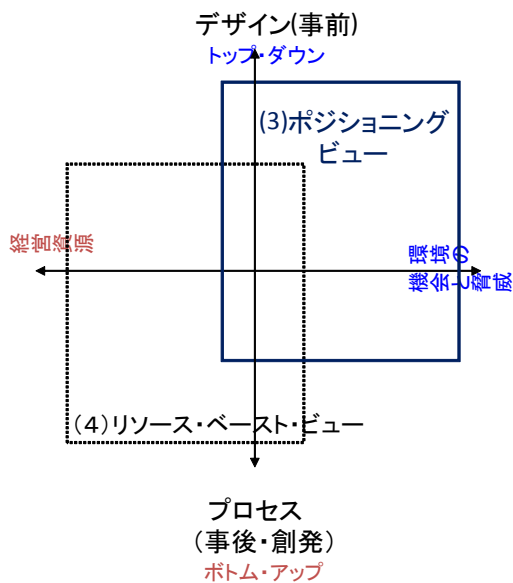 デザイン(事前)
トップ・ダウン
(3)ポジショニング
ビュー
経営資源
環境の
機会と脅威
（４）リソース・ベースト・ビュー
プロセス
（事後・創発）
ボトム・アップ